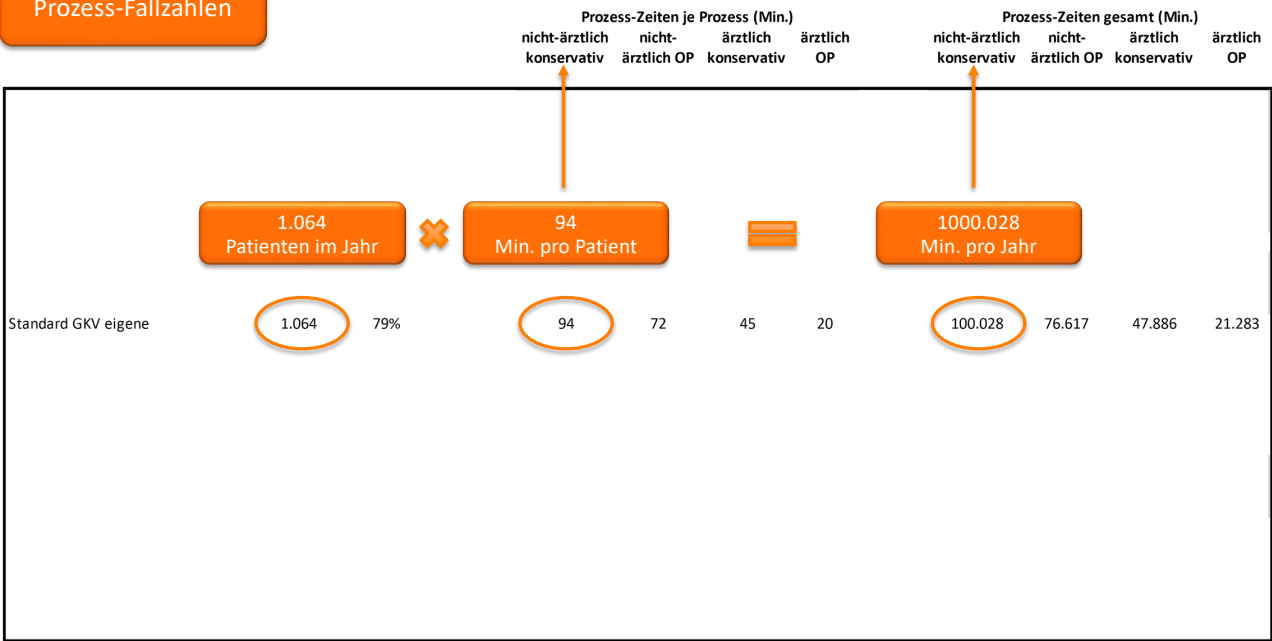 Prozess-Fallzahlen
Prozess-Zeiten je Prozess (Min.)
nicht-ärztlich konservativ
nicht-ärztlich OP
ärztlich konservativ
ärztlich OP
Prozess-Zeiten gesamt (Min.)
nicht-ärztlich konservativ
nicht-ärztlich OP
ärztlich konservativ
ärztlich OP
1.064
Patienten im Jahr
94
Min. pro Patient
1000.028
Min. pro Jahr
Standard GKV eigene 1.064 79% 94 72 45 20 100.028 76.617 47.886 21.283